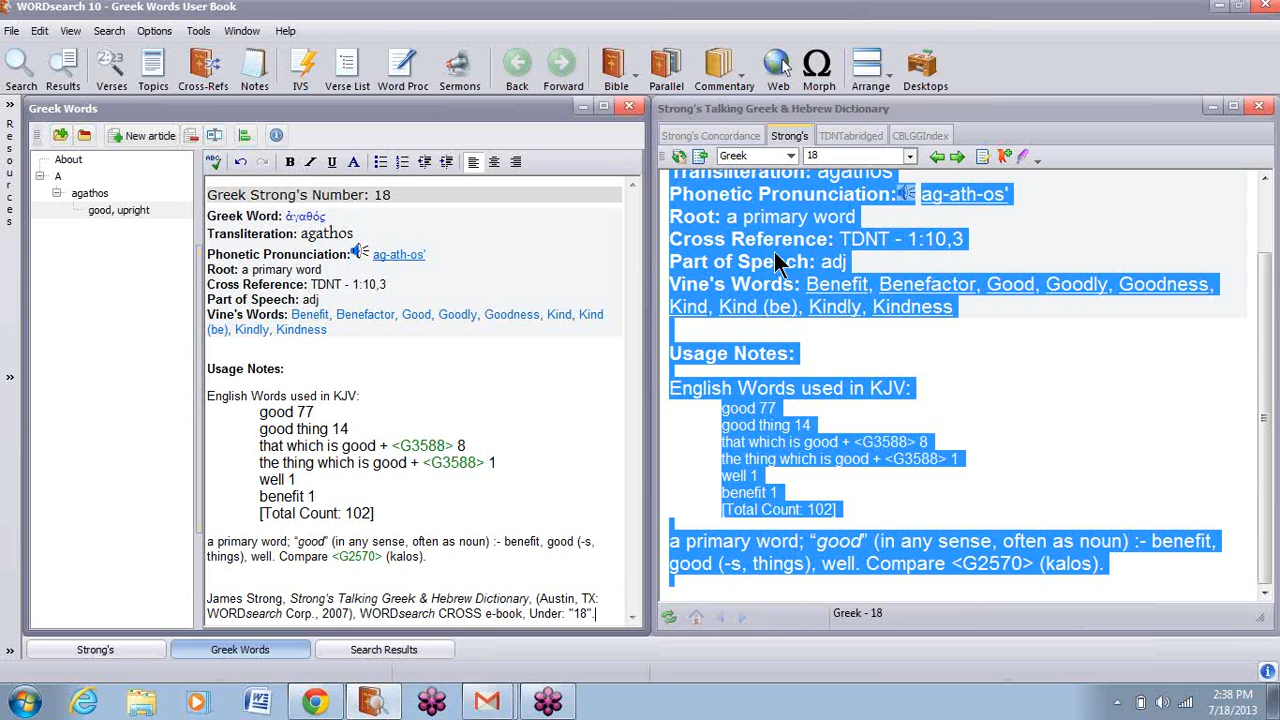 WORDsearch 10 - Greek Words User Book
File Edit View Search Options Tools Window Help
Search Results Verses Topics Cross-Refs Notes IVS Verse List Word Proc Sermons Back Forward Bible Parallel Commentary Web Morph Arrange Desktops
Resources
Greek Words
New article
About
A
agathos
good, upright
Greek Strong's Number: 18
Greek Word: ἀγαθός
Transliteration: agathos
Phonetic Pronunciation: ag-ath-os'
Root: a primary word
Cross Reference: TDNT - 1:10,3
Part of Speech: adj
Vine's Words: Benefit, Benefactor, Good, Goodly, Goodness, Kind, Kind
(be), Kindly, Kindness
Usage Notes:
English Words used in KJV:
good 77
good thing 14
that which is good + <G3588> 8
the thing which is good + <G3588> 1
well 1
benefit 1
[Total Count: 102]
a primary word; “good” (in any sense, often as noun) :- benefit, good (-s,
things), well. Compare <G2570> (kalos).
James Strong, Strong's Talking Greek & Hebrew Dictionary, (Austin, TX:
WORDsearch Corp., 2007), WORDsearch CROSS e-book, Under: "18".
Strong's Talking Greek & Hebrew Dictionary
Strong's Concordance Strong's TDNTabridged CBLGGIndex
Greek 18
Transliteration: agathos
Phonetic Pronunciation: ag-ath-os'
Root: a primary word
Cross Reference: TDNT - 1:10,3
Part of Speech: adj
Vine's Words: Benefit, Benefactor, Good, Goodly, Goodness,
Kind, Kind (be), Kindly, Kindness
Usage Notes:
English Words used in KJV:
good 77
good thing 14
that which is good + <G3588> 8
the thing which is good + <G3588> 1
well 1
benefit 1
[Total Count: 102]
a primary word; “good” (in any sense, often as noun) :- benefit,
good (-s, things), well. Compare <G2570> (kalos).
Greek - 18
Strong's Greek Words Search Results
2:38 PM
7/18/2013